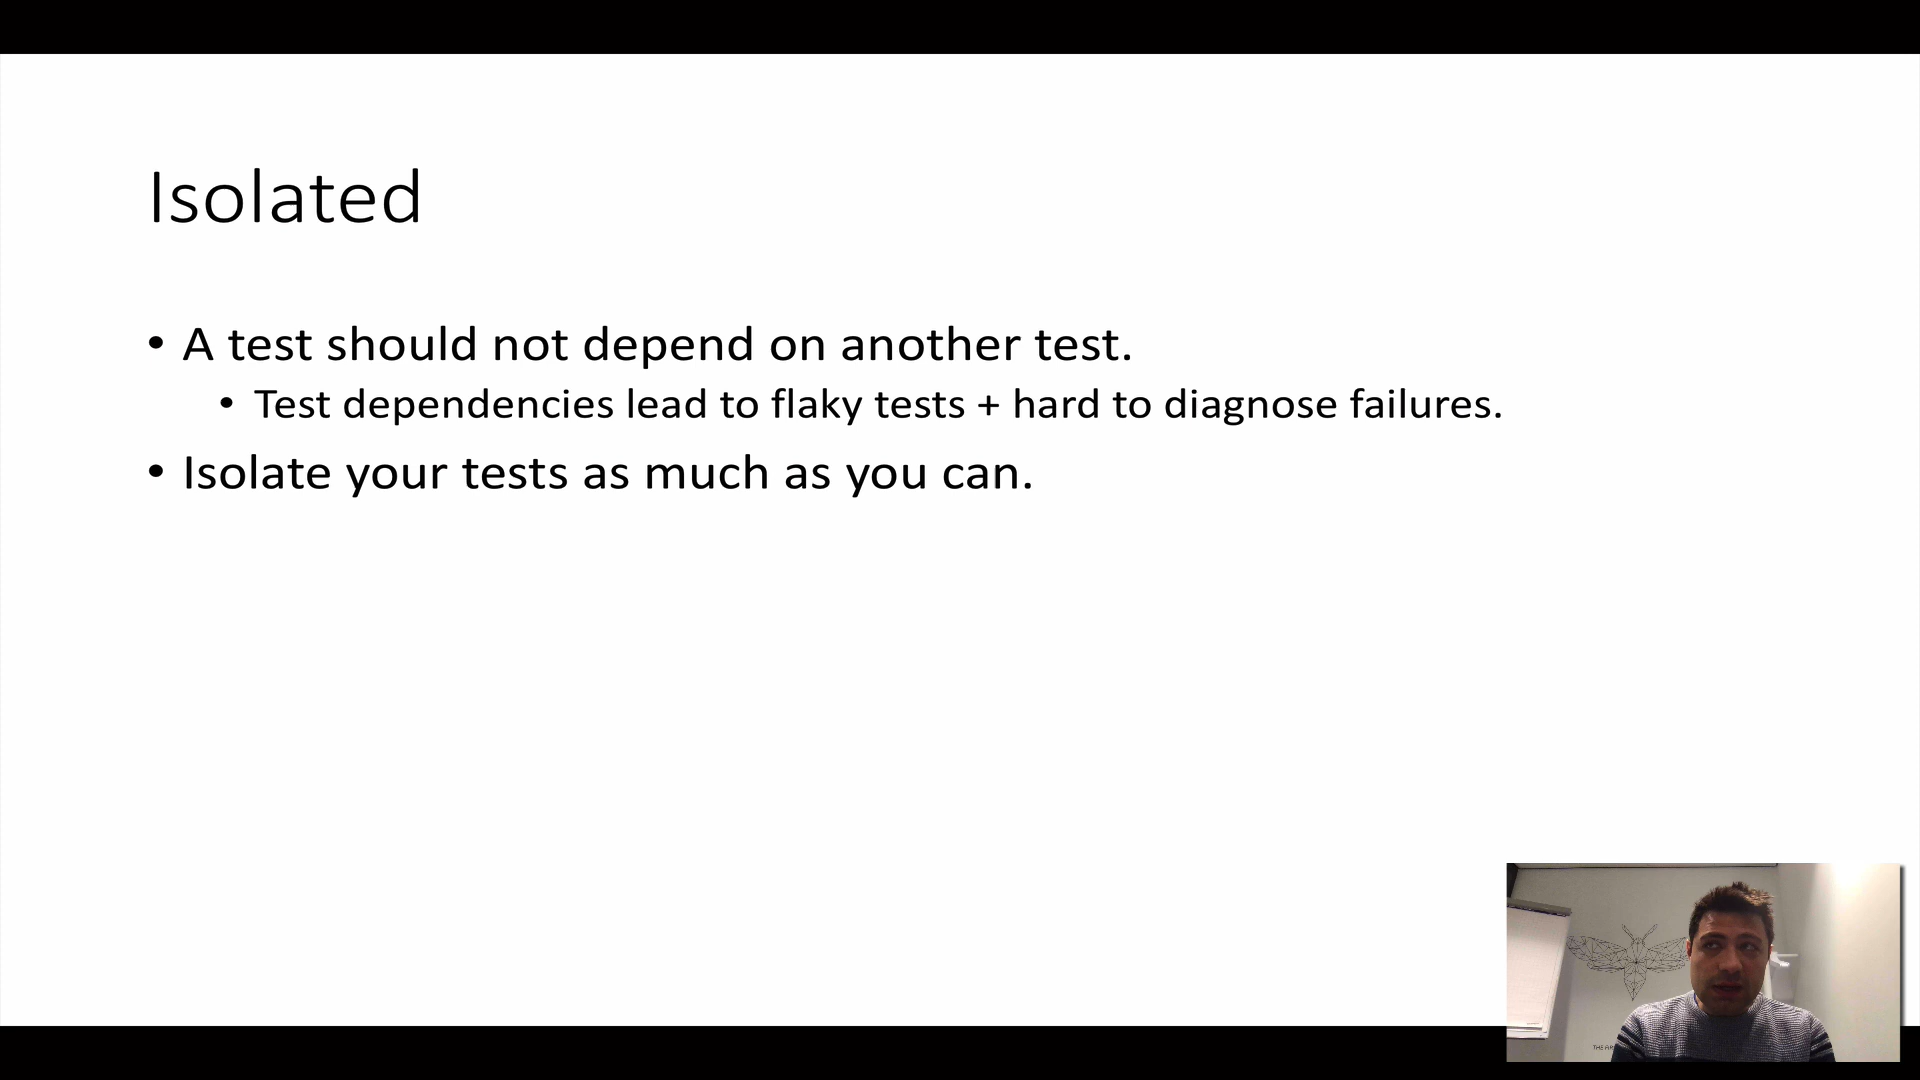 Isolated
• A test should not depend on another test.
• Test dependencies lead to flaky tests + hard to diagnose failures.
• Isolate your tests as much as you can.
THE